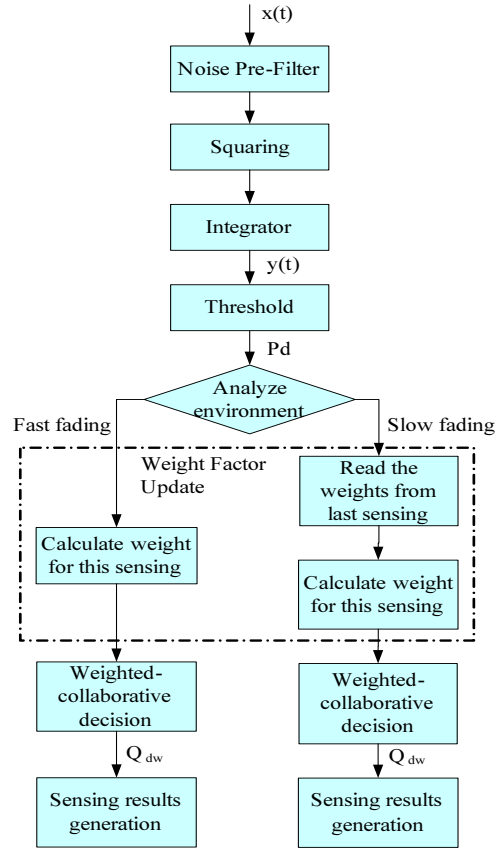 x(t)
Noise Pre-Filter
Squaring
Integrator
y(t)
Threshold
Pd
Analyze
environment
Fast fading
Slow fading
Weight Factor
Update
Calculate weight
for this sensing
Read the
weights from
last sensing
Calculate weight
for this sensing
Weighted-
collaborative
decision
Q dw
Sensing results
generation
Weighted-
collaborative
decision
Q dw
Sensing results
generation